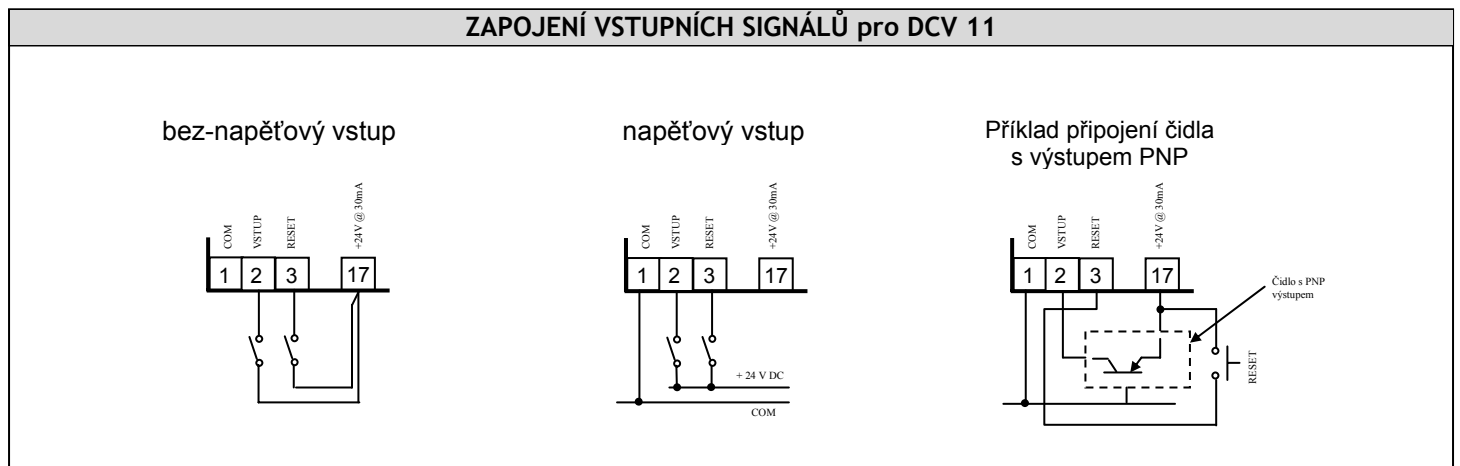 ZAPOJENÍ VSTUPNÍCH SIGNÁLŮ pro DCV 11
bez-napěťový vstup
COM
VSTUP
RESET
+24V @ 30mA
1 2 3 17
napěťový vstup
COM
VSTUP
RESET
+24V @ 30mA
1 2 3 17
+ 24 V DC
COM
Příklad připojení čidla
s výstupem PNP
COM
VSTUP
RESET
+24V @ 30mA
1 2 3 17
Čidlo s PNP
výstupem
RESET